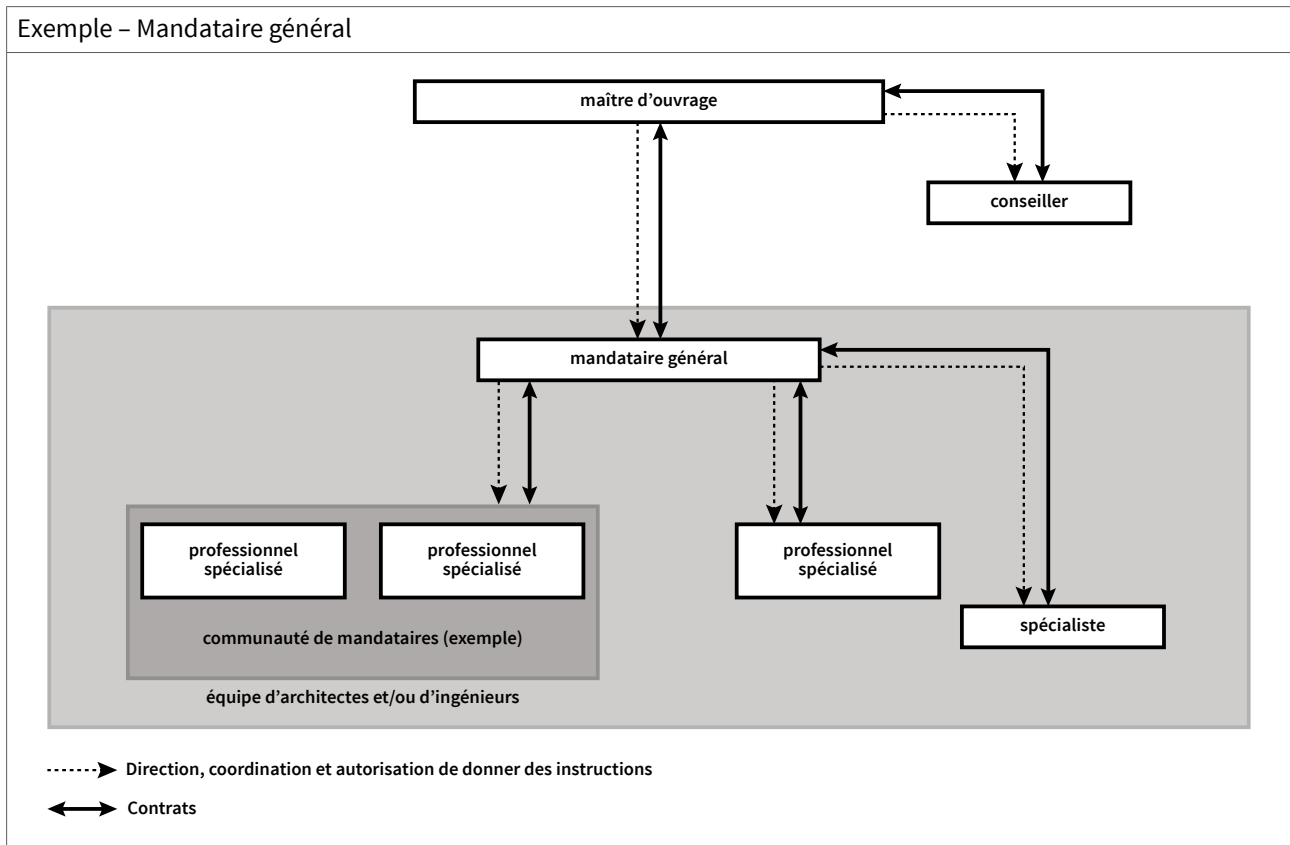 Exemple – Mandataire général
maître d'ouvrage
conseiller
mandataire général
professionnel
spécialisé
professionnel
spécialisé
professionnel
spécialisé
spécialiste
communauté de mandataires (exemple)
équipe d'architectes et/ou d'ingénieurs
Direction, coordination et autorisation de donner des instructions
Contrats